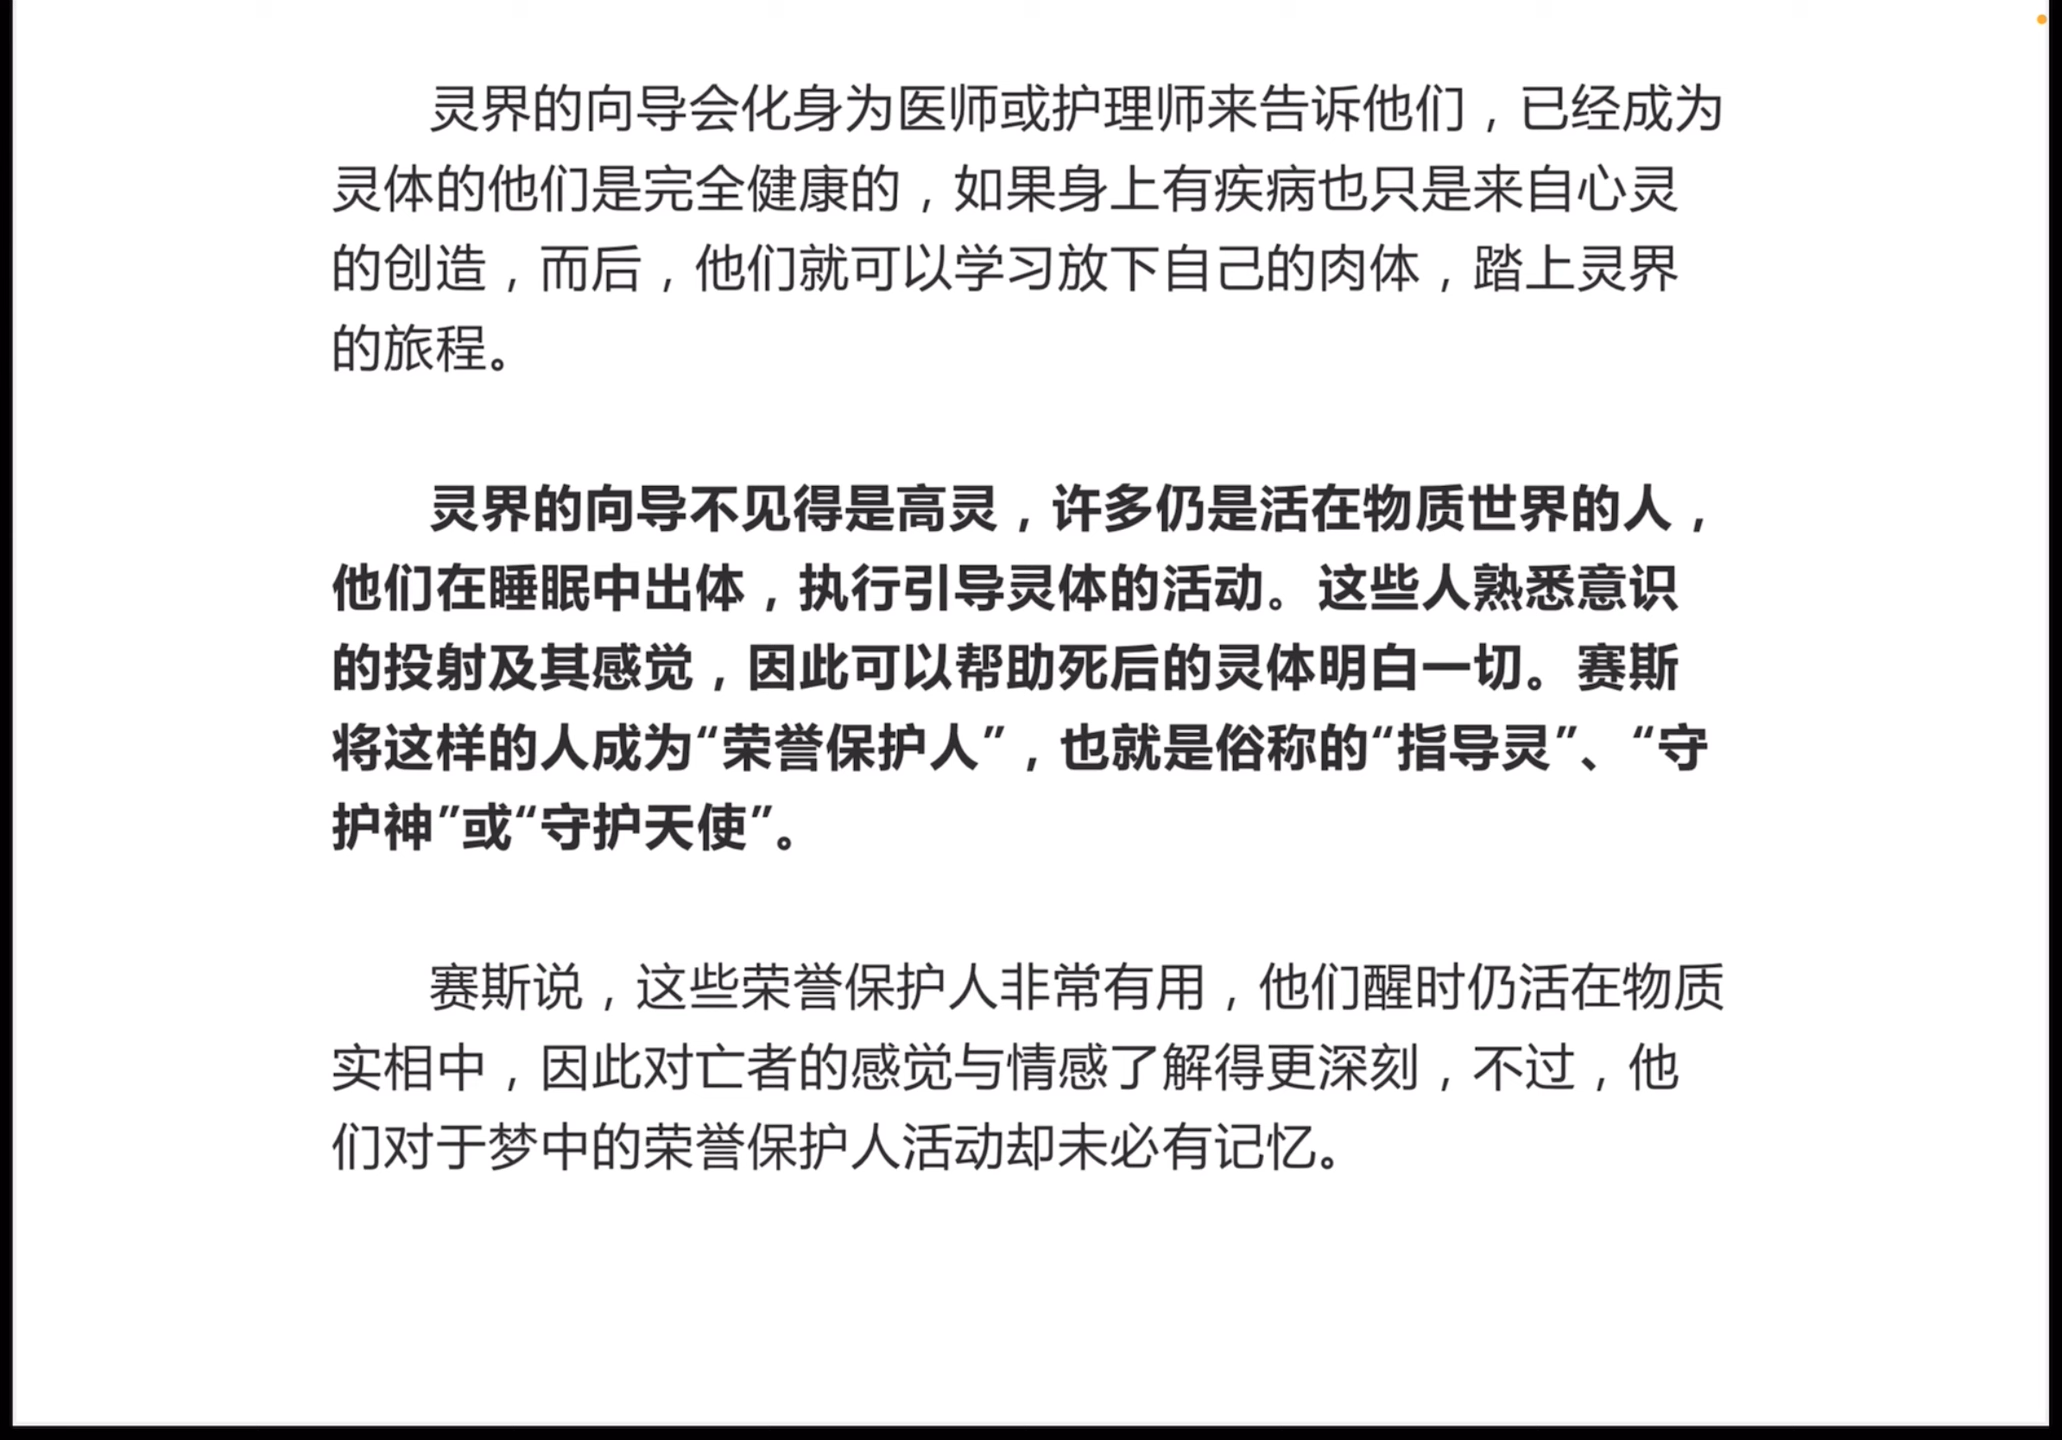 灵界的向导会化身为医师或护理师来告诉他们，已经成为
灵体的他们是完全健康的，如果身上有疾病也只是来自心灵
的创造，而后，他们就可以学习放下自己的肉体，踏上灵界
的旅程。
灵界的向导不见得是高灵，许多仍是活在物质世界的人，
他们在睡眠中出体，执行引导灵体的活动。这些人熟悉意识
的投射及其感觉，因此可以帮助死后的灵体明白一切。赛斯
将这样的人成为“荣誉保护人”，也就是俗称的“指导灵”、“守
护神”或“守护天使”。
赛斯说，这些荣誉保护人非常有用，他们醒时仍活在物质
实相中，因此对亡者的感觉与情感了解得更深刻，不过，他
们对于梦中的荣誉保护人活动却未必有记忆。